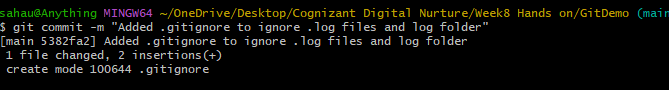 sahau@Anything MINGW64 ~/OneDrive/Desktop/Cognizant Digital Nurture/Week8 Hands on/GitDemo (main
$ git commit -m "Added .gitignore to ignore .log files and log folder"
[main 5382fa2] Added .gitignore to ignore .log files and log folder
 1 file changed, 2 insertions(+)
 create mode 100644 .gitignore